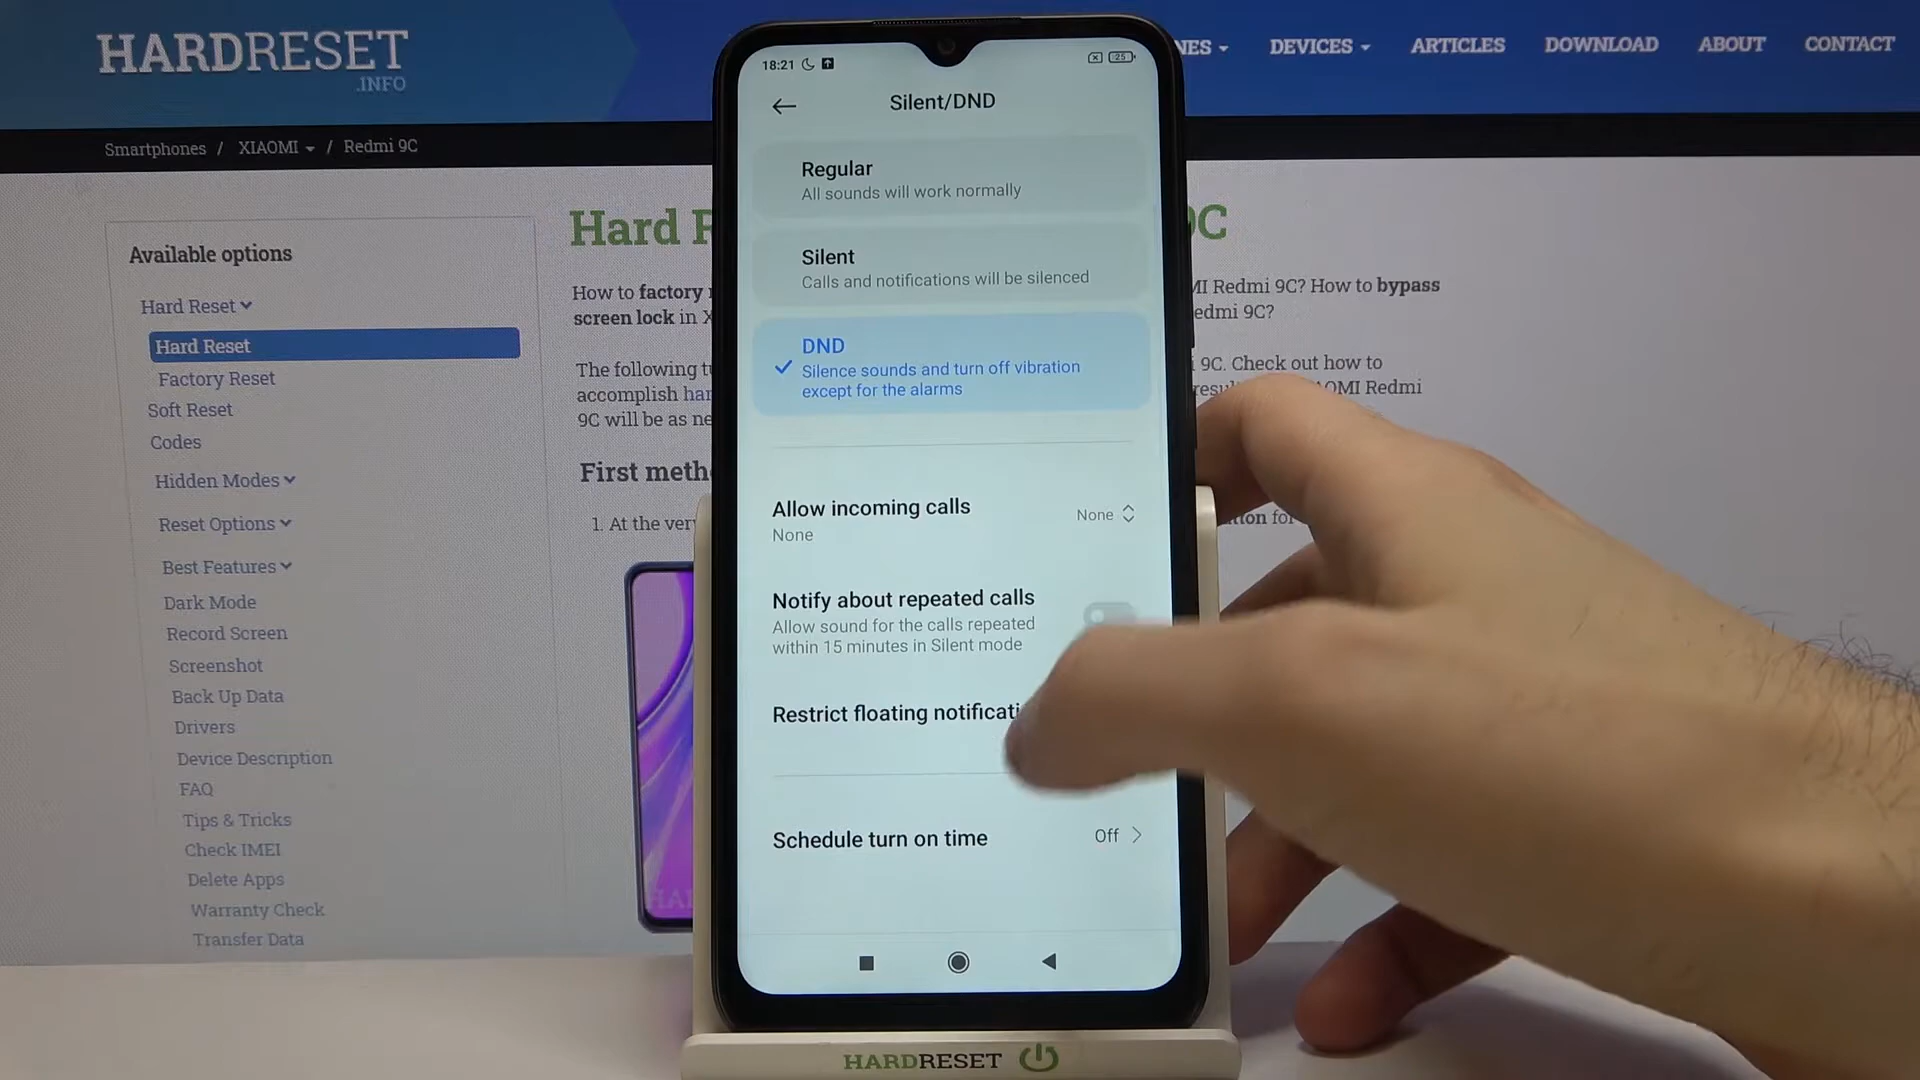 HARDRESET
.INFO
NES
DEVICES
ARTICLES
DOWNLOAD
ABOUT
CONTACT
Smartphones / XIAOMI / Redmi 9C
Available options
Hard Reset
Hard Reset
Factory Reset
Soft Reset
Codes
Hidden Modes
Reset Options
Best Features
Dark Mode
Record Screen
Screenshot
Back Up Data
Drivers
Device Description
FAQ
Tips & Tricks
Check IMEI
Delete Apps
Warranty Check
Transfer Data
Hard
9C
How to factory
MI Redmi 9C? How to bypass
screen lock in
edmi 9C?
The following
9C. Check out how to
accomplish
XIAOMI Redmi
9C will be as
First
1. At the
for
18:21
25
Silent/DND
Regular
All sounds will work normally
Silent
Calls and notifications will be silenced
DND
Silence sounds and turn off vibration
except for the alarms
Allow incoming calls
None
None
Notify about repeated calls
Allow sound for the calls repeated
within 15 minutes in Silent mode
Restrict floating notificati
Schedule turn on time
Off
HARDRESET